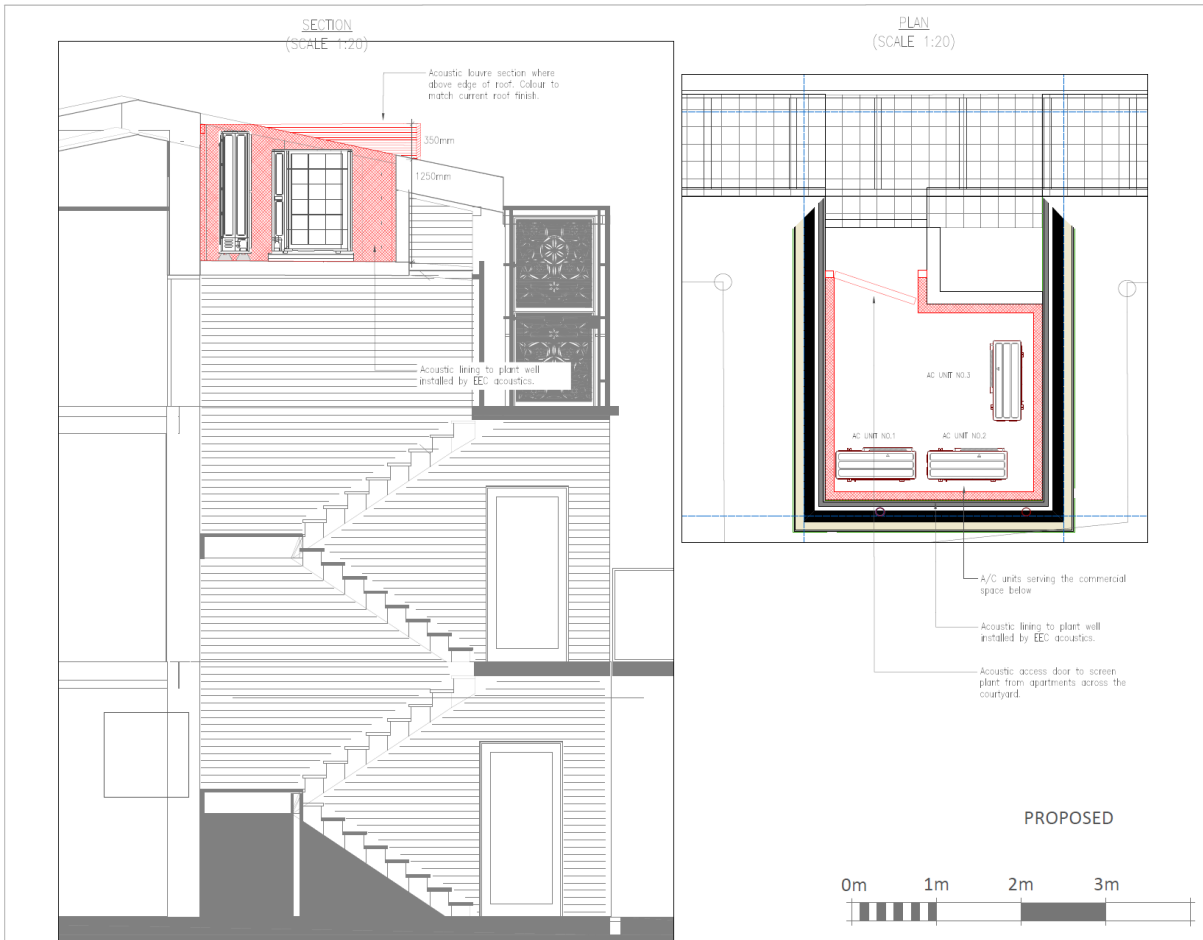 SECTION
(SCALE 1:20)
PLAN
(SCALE 1:20)
Acoustic louvre section where
above edge of roof. Colour to
match current roof finish.
350mm
1250mm
Acoustic lining to plant well
installed by EEC acoustics.
AC UNIT NO.3
AC UNIT NO.1
AC UNIT NO.2
A/C units serving the commercial
space below
Acoustic lining to plant well
installed by EEC acoustics.
Acoustic access door to screen
plant from apartments across the
courtyard.
PROPOSED
0m 1m 2m 3m